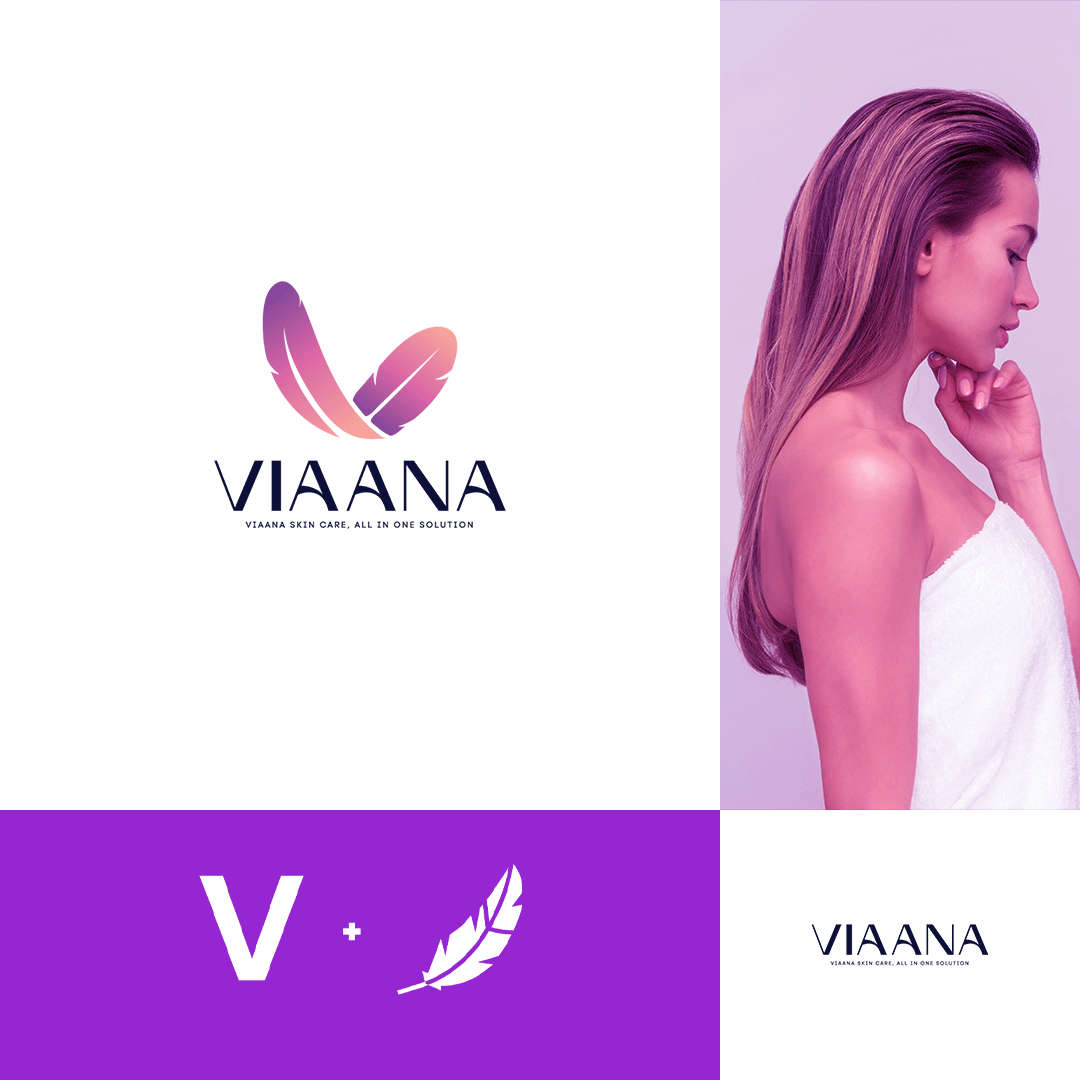 VIAANA
VIAANA SKIN CARE, ALL IN ONE SOLUTION
V +
VIAANA
VIAANA SKIN CARE, ALL IN ONE SOLUTION